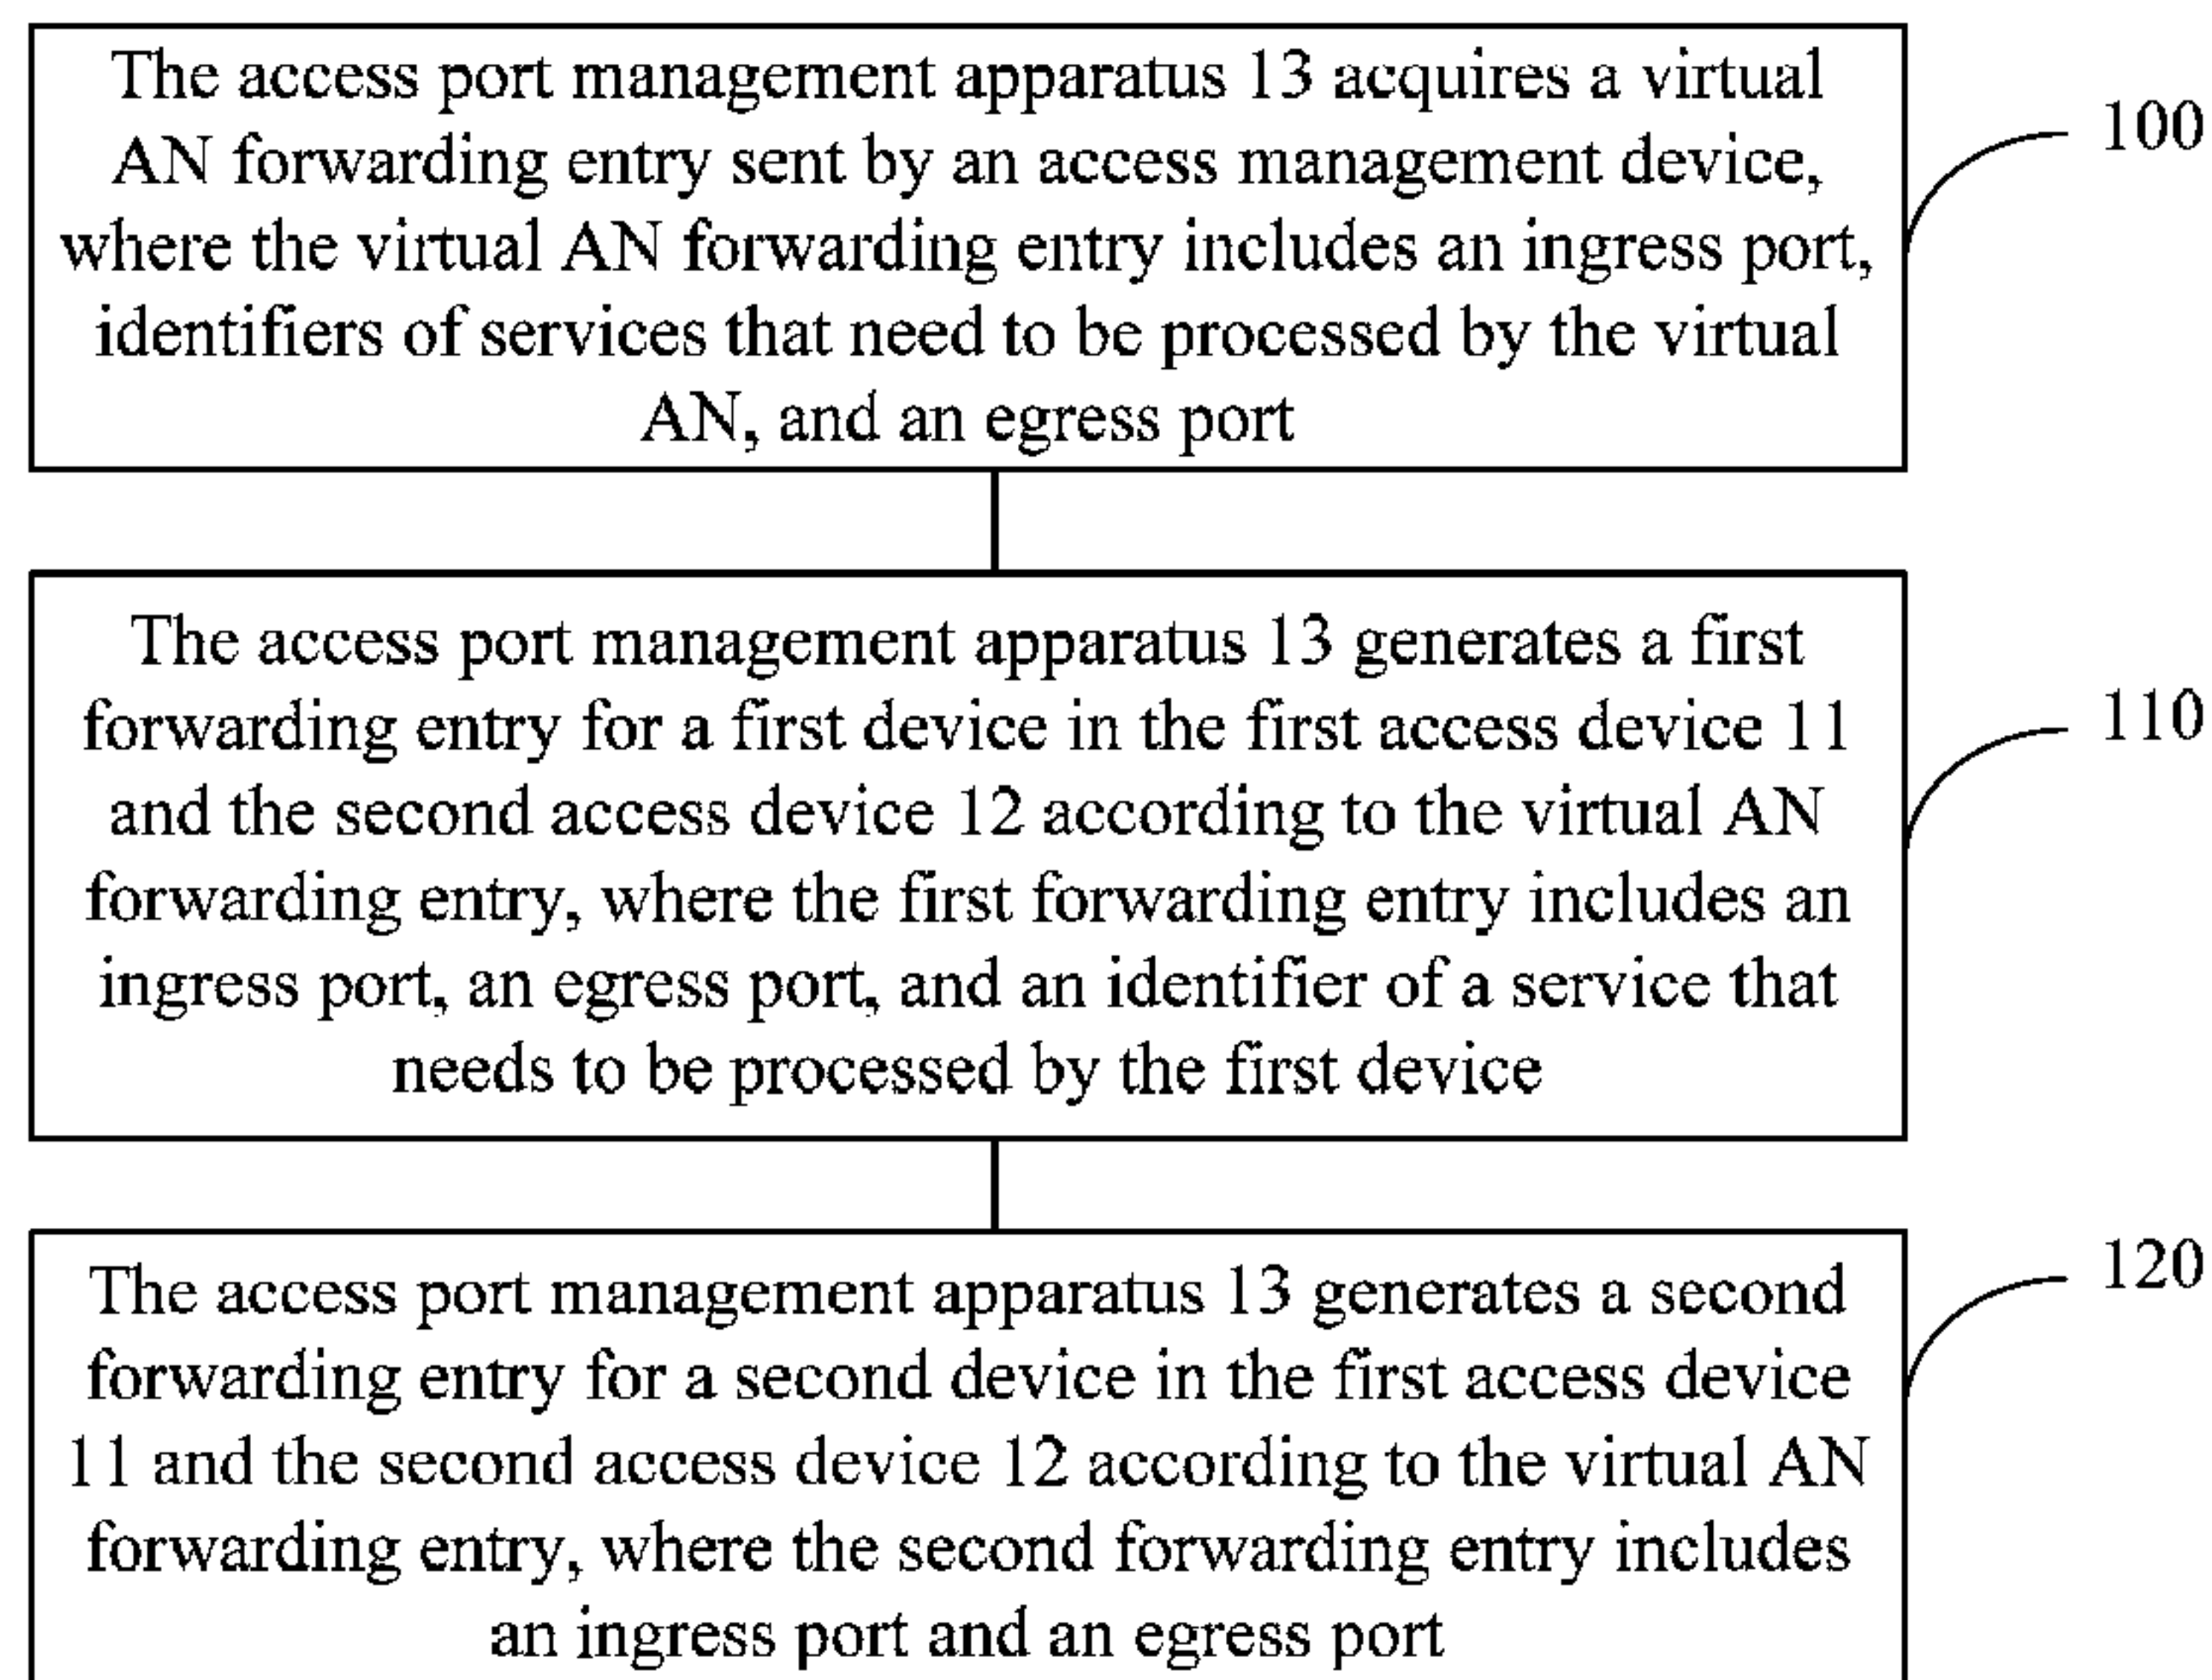 The access port management apparatus 13 acquires a virtual
AN forwarding entry sent by an access management device,
where the virtual AN forwarding entry includes an ingress port,
identifiers of services that need to be processed by the virtual
AN, and an egress port
100
The access port management apparatus 13 generates a first
forwarding entry for a first device in the first access device 11
and the second access device 12 according to the virtual AN
forwarding entry, where the first forwarding entry includes an
ingress port, an egress port, and an identifier of a service that
needs to be processed by the first device
110
The access port management apparatus 13 generates a second
forwarding entry for a second device in the first access device
11 and the second access device 12 according to the virtual AN
forwarding entry, where the second forwarding entry includes
an ingress port and an egress port
120